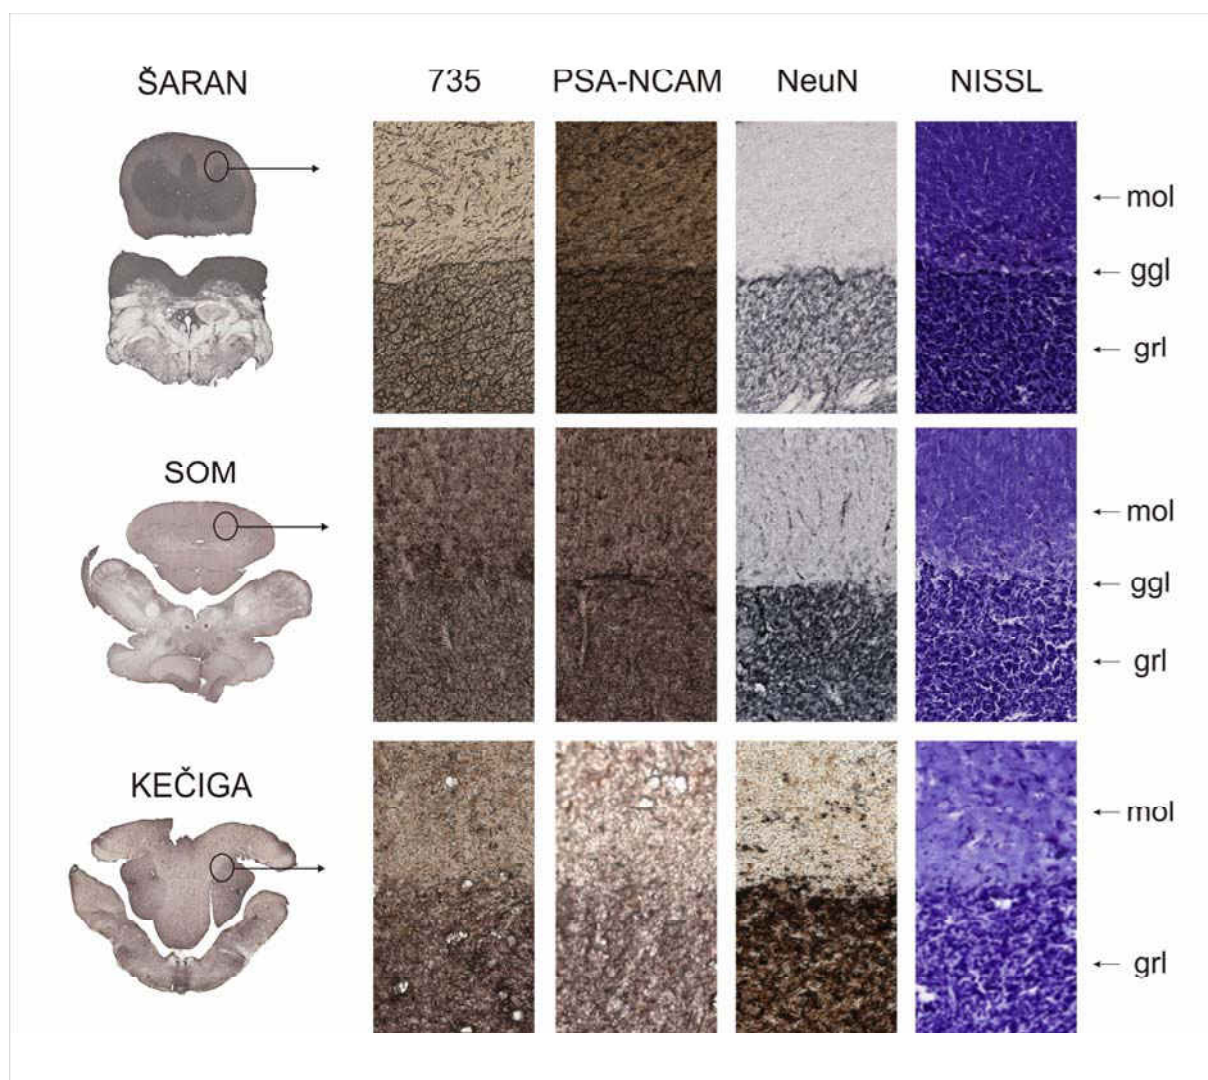 ŠARAN 735 PSA-NCAM NeuN NISSL
mol
ggl
grl
SOM
mol
ggl
grl
KEČIGA
mol
grl